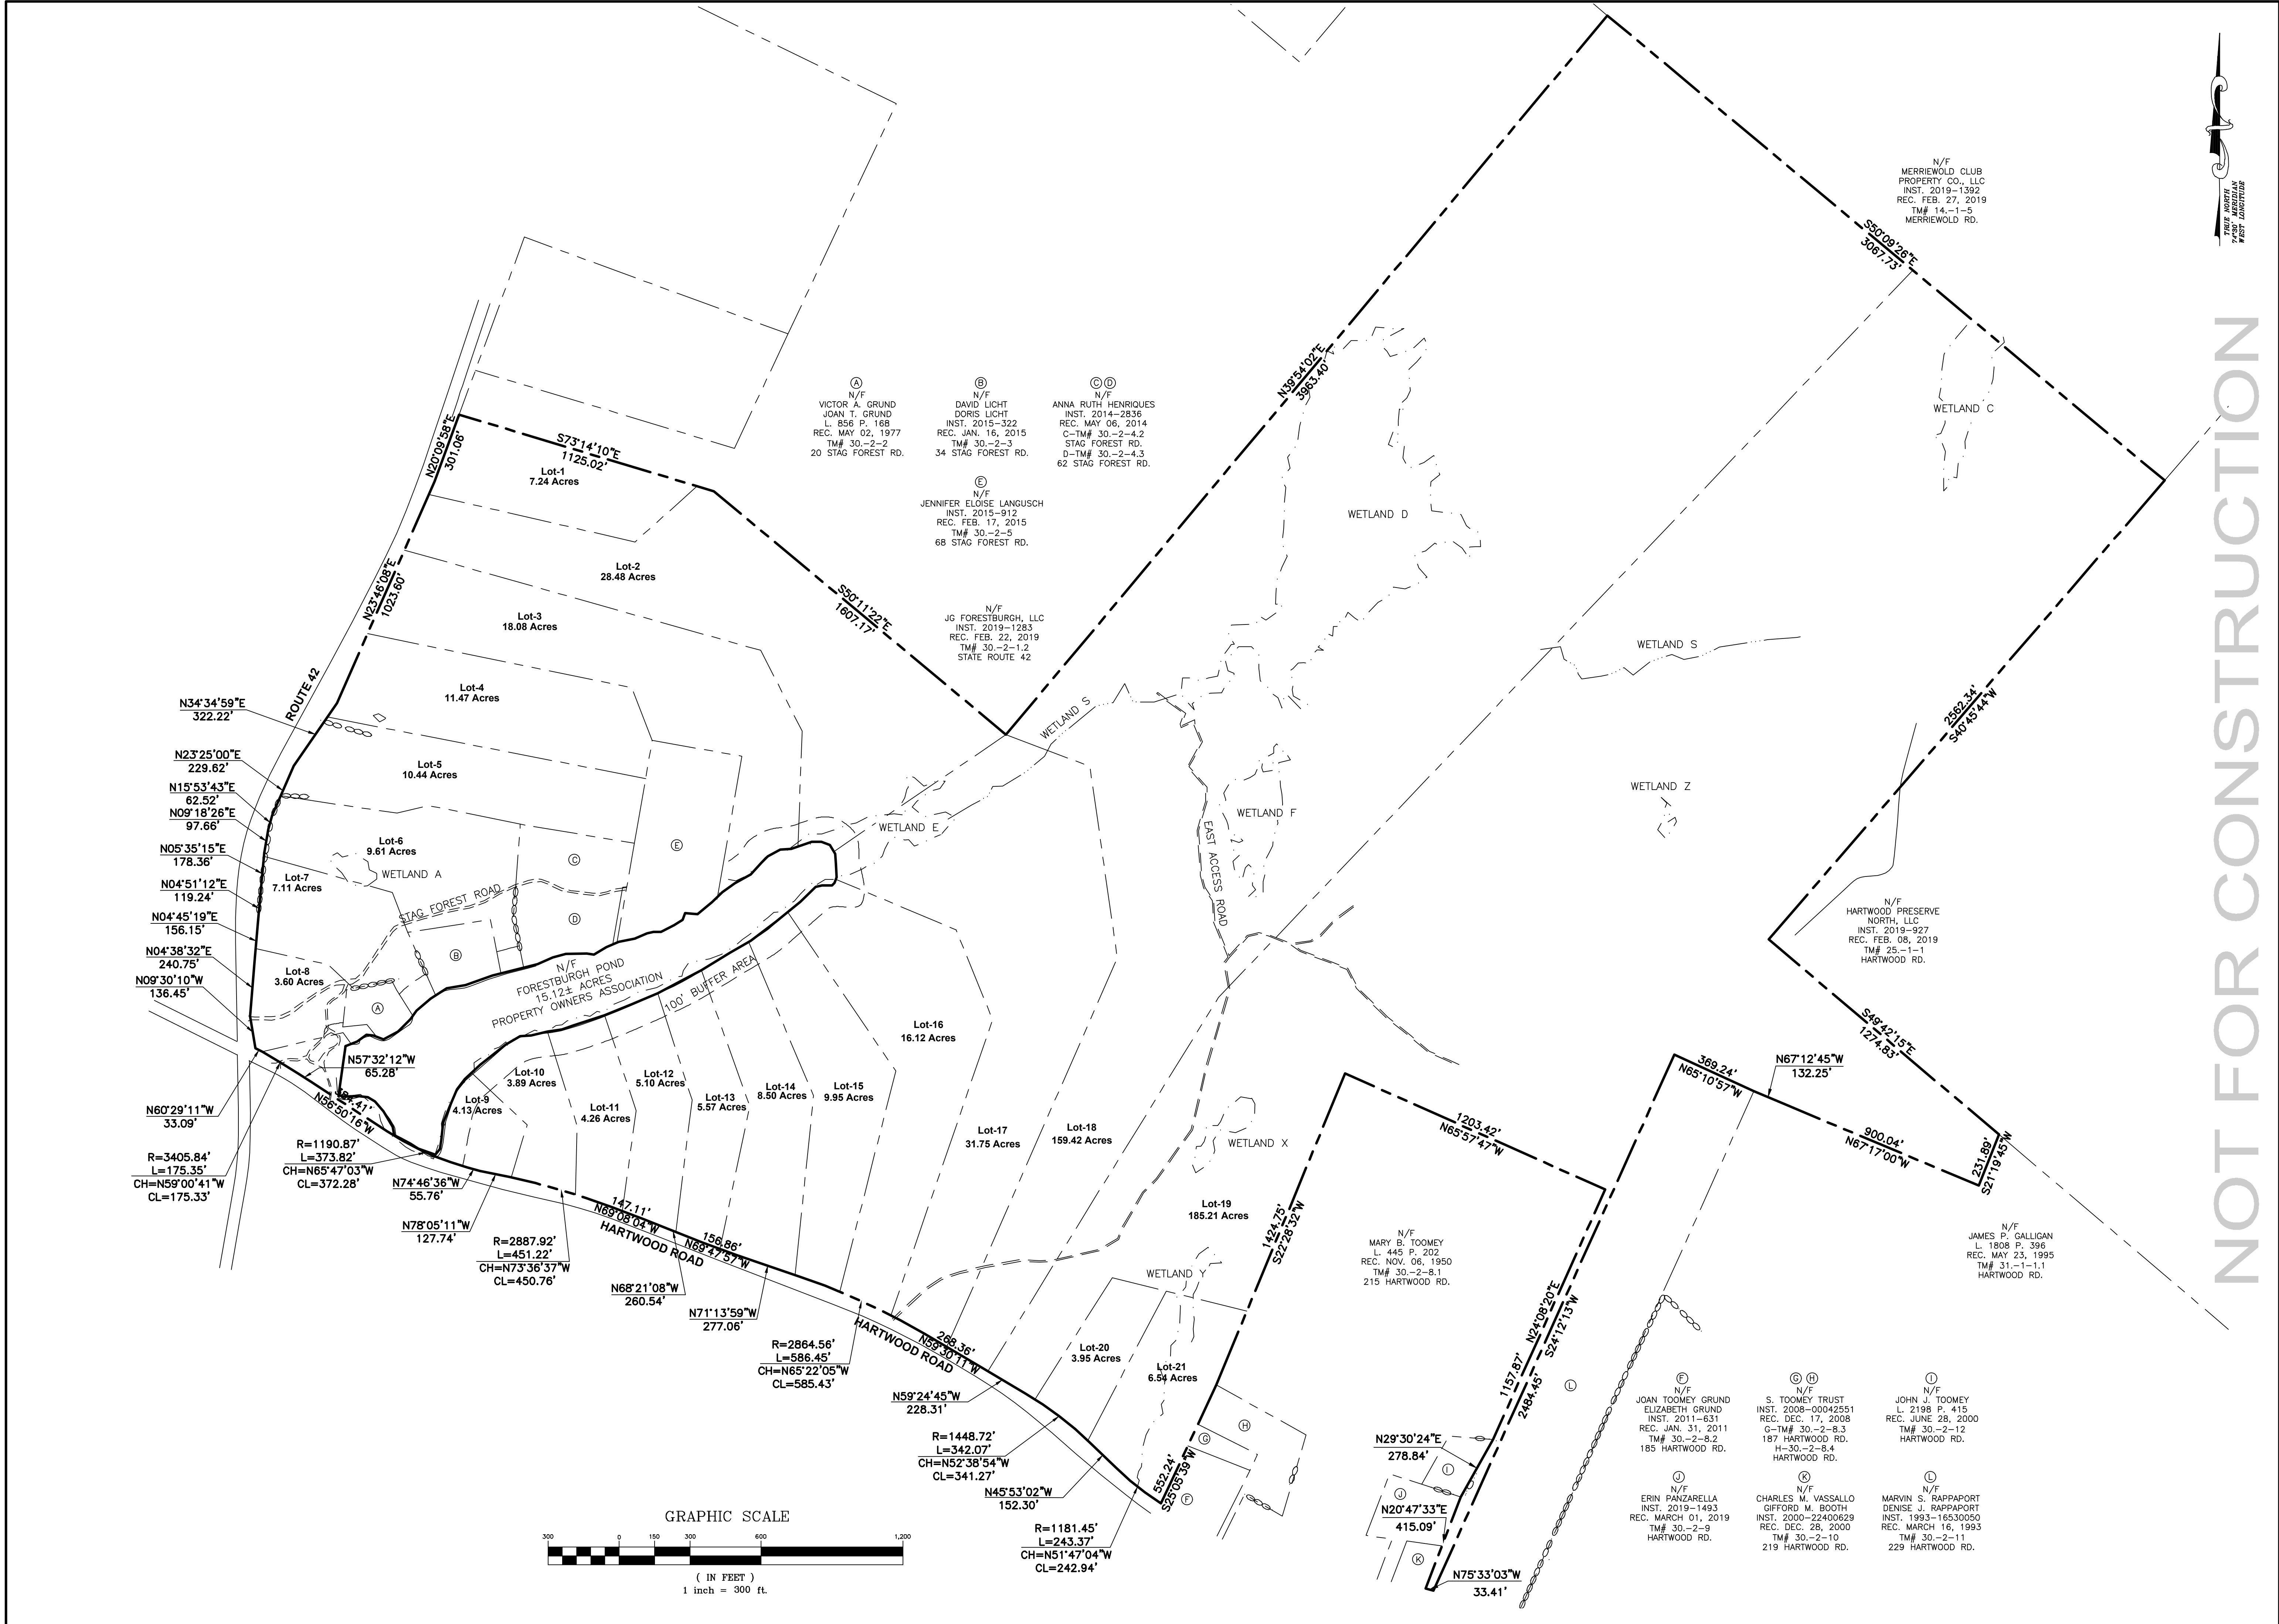 TRUE NORTH
74°30' MERIDIAN
WEST LONGITUDE
NOT FOR CONSTRUCTION
N/F
MERRIEWOLD CLUB
PROPERTY CO., LLC
INST. 2019-1392
REC. FEB. 27, 2019
TM# 14.-1-5
MERRIEWOLD RD.
S50°09'26"E
3067.73'
N39°54'02"E
3963.40'
WETLAND C
Ⓐ
N/F
VICTOR A. GRUND
JOAN T. GRUND
L. 856 P. 168
REC. MAY 02, 1977
TM# 30.-2-2
20 STAG FOREST RD.
Ⓑ
N/F
DAVID LICHT
DORIS LICHT
INST. 2015-322
REC. JAN. 16, 2015
TM# 30.-2-3
34 STAG FOREST RD.
Ⓒ Ⓓ
N/F
ANNA RUTH HENRIQUES
INST. 2014-2836
REC. MAY 06, 2014
C-TM# 30.-2-4.2
STAG FOREST RD.
D-TM# 30.-2-4.3
62 STAG FOREST RD.
Ⓔ
N/F
JENNIFER ELOISE LANGUSCH
INST. 2015-912
REC. FEB. 17, 2015
TM# 30.-2-5
68 STAG FOREST RD.
N20°09'58"E
301.06'
S73°14'10"E
1125.02'
Lot-1
7.24 Acres
WETLAND D
Lot-2
28.48 Acres
N23°46'08"E
1023.60'
S50°11'22"E
1607.17'
N/F
JG FORESTBURGH, LLC
INST. 2019-1283
REC. FEB. 22, 2019
TM# 30.-2-1.2
STATE ROUTE 42
Lot-3
18.08 Acres
WETLAND S
WETLAND S
Lot-4
11.47 Acres
ROUTE 42
2562.34'
S40°45'44"W
N34°34'59"E
322.22'
N23°25'00"E
229.62'
N15°53'43"E
62.52'
N09°18'26"E
97.66'
N05°35'15"E
178.36'
N04°51'12"E
119.24'
N04°45'19"E
156.15'
N04°38'32"E
240.75'
N09°30'10"W
136.45'
Lot-5
10.44 Acres
WETLAND Z
WETLAND E
WETLAND F
EAST ACCESS ROAD
Lot-6
9.61 Acres
Ⓒ
Ⓔ
WETLAND A
Lot-7
7.11 Acres
STAG FOREST ROAD
Ⓓ
Ⓑ
Lot-8
3.60 Acres
Ⓐ
N/F
FORESTBURGH POND
15.12± ACRES
PROPERTY OWNERS ASSOCIATION
100' BUFFER AREA
N/F
HARTWOOD PRESERVE
NORTH, LLC
INST. 2019-927
REC. FEB. 08, 2019
TM# 25.-1-1
HARTWOOD RD.
S49°42'15"E
1274.83'
N57°32'12"W
65.28'
N60°29'11"W
33.09'
N56°50'16"W
R=3405.84'
L=175.35'
CH=N59°00'41"W
CL=175.33'
R=1190.87'
L=373.82'
CH=N65°47'03"W
CL=372.28'
Lot-9
4.13 Acres
Lot-10
3.89 Acres
Lot-11
4.26 Acres
Lot-12
5.10 Acres
Lot-13
5.57 Acres
Lot-14
8.50 Acres
Lot-15
9.95 Acres
Lot-16
16.12 Acres
Lot-17
31.75 Acres
Lot-18
159.42 Acres
WETLAND X
1203.42'
N65°57'47"W
369.24'
N65°10'57"W
N67°12'45"W
132.25'
900.04'
N67°17'00"W
231.89'
S21°19'45"W
N74°46'36"W
55.76'
N78°05'11"W
127.74'
R=2887.92'
L=451.22'
CH=N73°36'37"W
CL=450.76'
147.11'
N69°08'04"W
HARTWOOD ROAD
156.86'
N69°47'57"W
N68°21'08"W
260.54'
N71°13'59"W
277.06'
Lot-19
185.21 Acres
1424.75'
S22°28'32"W
WETLAND Y
N/F
MARY B. TOOMEY
L. 445 P. 202
REC. NOV. 06, 1950
TM# 30.-2-8.1
215 HARTWOOD RD.
N/F
JAMES P. GALLIGAN
L. 1808 P. 396
REC. MAY 23, 1995
TM# 31.-1-1.1
HARTWOOD RD.
R=2864.56'
L=586.45'
CH=N65°22'05"W
CL=585.43'
HARTWOOD ROAD
268.36'
N59°30'11"W
N59°24'45"W
228.31'
Lot-20
3.95 Acres
Lot-21
6.54 Acres
1157.87'
N24°08'20"E
2484.45'
S24°12'13"W
Ⓛ
Ⓗ
Ⓖ
Ⓕ
R=1448.72'
L=342.07'
CH=N52°38'54"W
CL=341.27'
N45°53'02"W
152.30'
552.24'
S25°05'39"W
R=1181.45'
L=243.37'
CH=N51°47'04"W
CL=242.94'
N29°30'24"E
278.84'
Ⓘ
Ⓙ
N20°47'33"E
415.09'
Ⓚ
N75°33'03"W
33.41'
Ⓕ
N/F
JOAN TOOMEY GRUND
ELIZABETH GRUND
INST. 2011-631
REC. JAN. 31, 2011
TM# 30.-2-8.2
185 HARTWOOD RD.
Ⓖ Ⓗ
N/F
S. TOOMEY TRUST
INST. 2008-00042551
REC. DEC. 17, 2008
G-TM# 30.-2-8.3
187 HARTWOOD RD.
H-30.-2-8.4
HARTWOOD RD.
Ⓘ
N/F
JOHN J. TOOMEY
L. 2198 P. 415
REC. JUNE 28, 2000
TM# 30.-2-12
HARTWOOD RD.
Ⓙ
N/F
ERIN PANZARELLA
INST. 2019-1493
REC. MARCH 01, 2019
TM# 30.-2-9
HARTWOOD RD.
Ⓚ
N/F
CHARLES M. VASSALLO
GIFFORD M. BOOTH
INST. 2000-22400629
REC. DEC. 28, 2000
TM# 30.-2-10
219 HARTWOOD RD.
Ⓛ
N/F
MARVIN S. RAPPAPORT
DENISE J. RAPPAPORT
INST. 1993-16530050
REC. MARCH 16, 1993
TM# 30.-2-11
229 HARTWOOD RD.
GRAPHIC SCALE
300 0 150 300 600 1,200
( IN FEET )
1 inch = 300 ft.